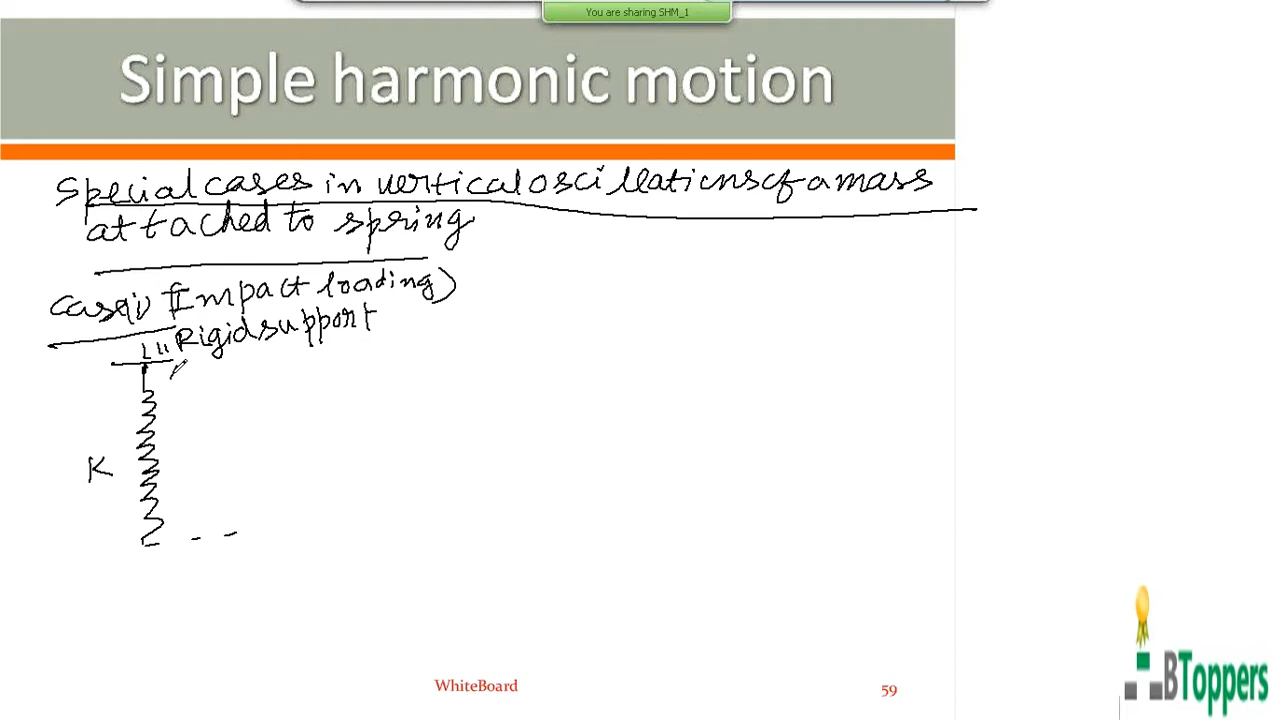 You are sharing SHM_1
Simple harmonic motion
Special cases in vertical oscillations of a mass
attached to spring
case(i) (Impact loading)
Rigid support
K
WhiteBoard
59
BToppers